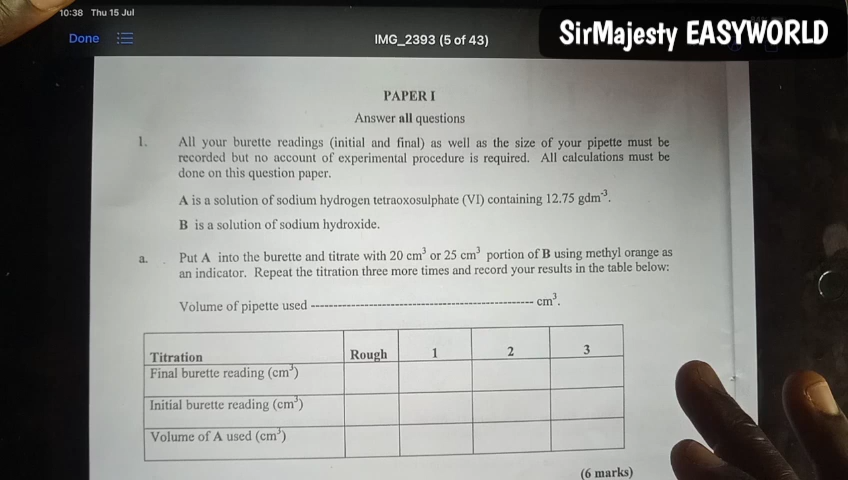 10:38 Thu 15 Jul
Done
IMG_2393 (5 of 43)
SirMajesty EASYWORLD
PAPER I
Answer all questions
1. All your burette readings (initial and final) as well as the size of your pipette must be
recorded but no account of experimental procedure is required. All calculations must be
done on this question paper.
A is a solution of sodium hydrogen tetraoxosulphate (VI) containing 12.75 gdm⁻³.
B is a solution of sodium hydroxide.
a. Put A into the burette and titrate with 20 cm³ or 25 cm³ portion of B using methyl orange as
an indicator. Repeat the titration three more times and record your results in the table below:
Volume of pipette used ------------------------------------------------ cm³.
Titration Rough 1 2 3
Final burette reading (cm³)
Initial burette reading (cm³)
Volume of A used (cm³)
(6 marks)